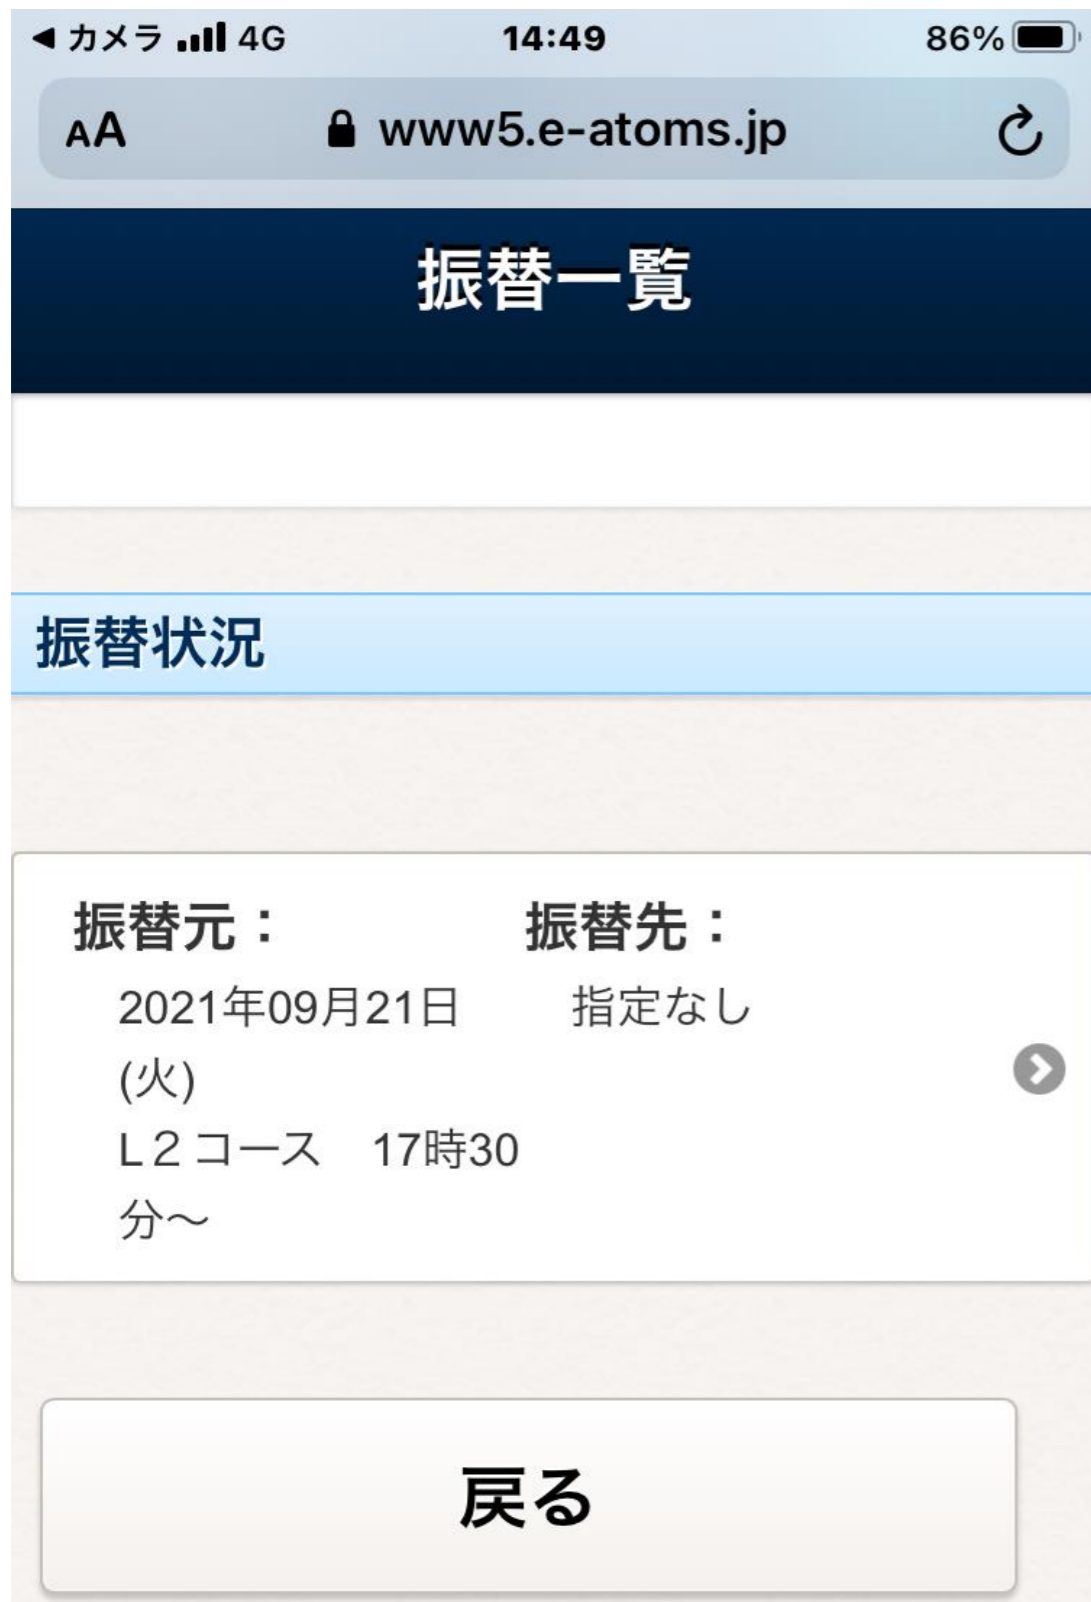 ◀ カメラ 4G 14:49 86%
AA www5.e-atoms.jp
振替一覧
振替状況
振替元：
2021年09月21日
(火)
L２コース　17時30
分～
振替先：
指定なし
戻る